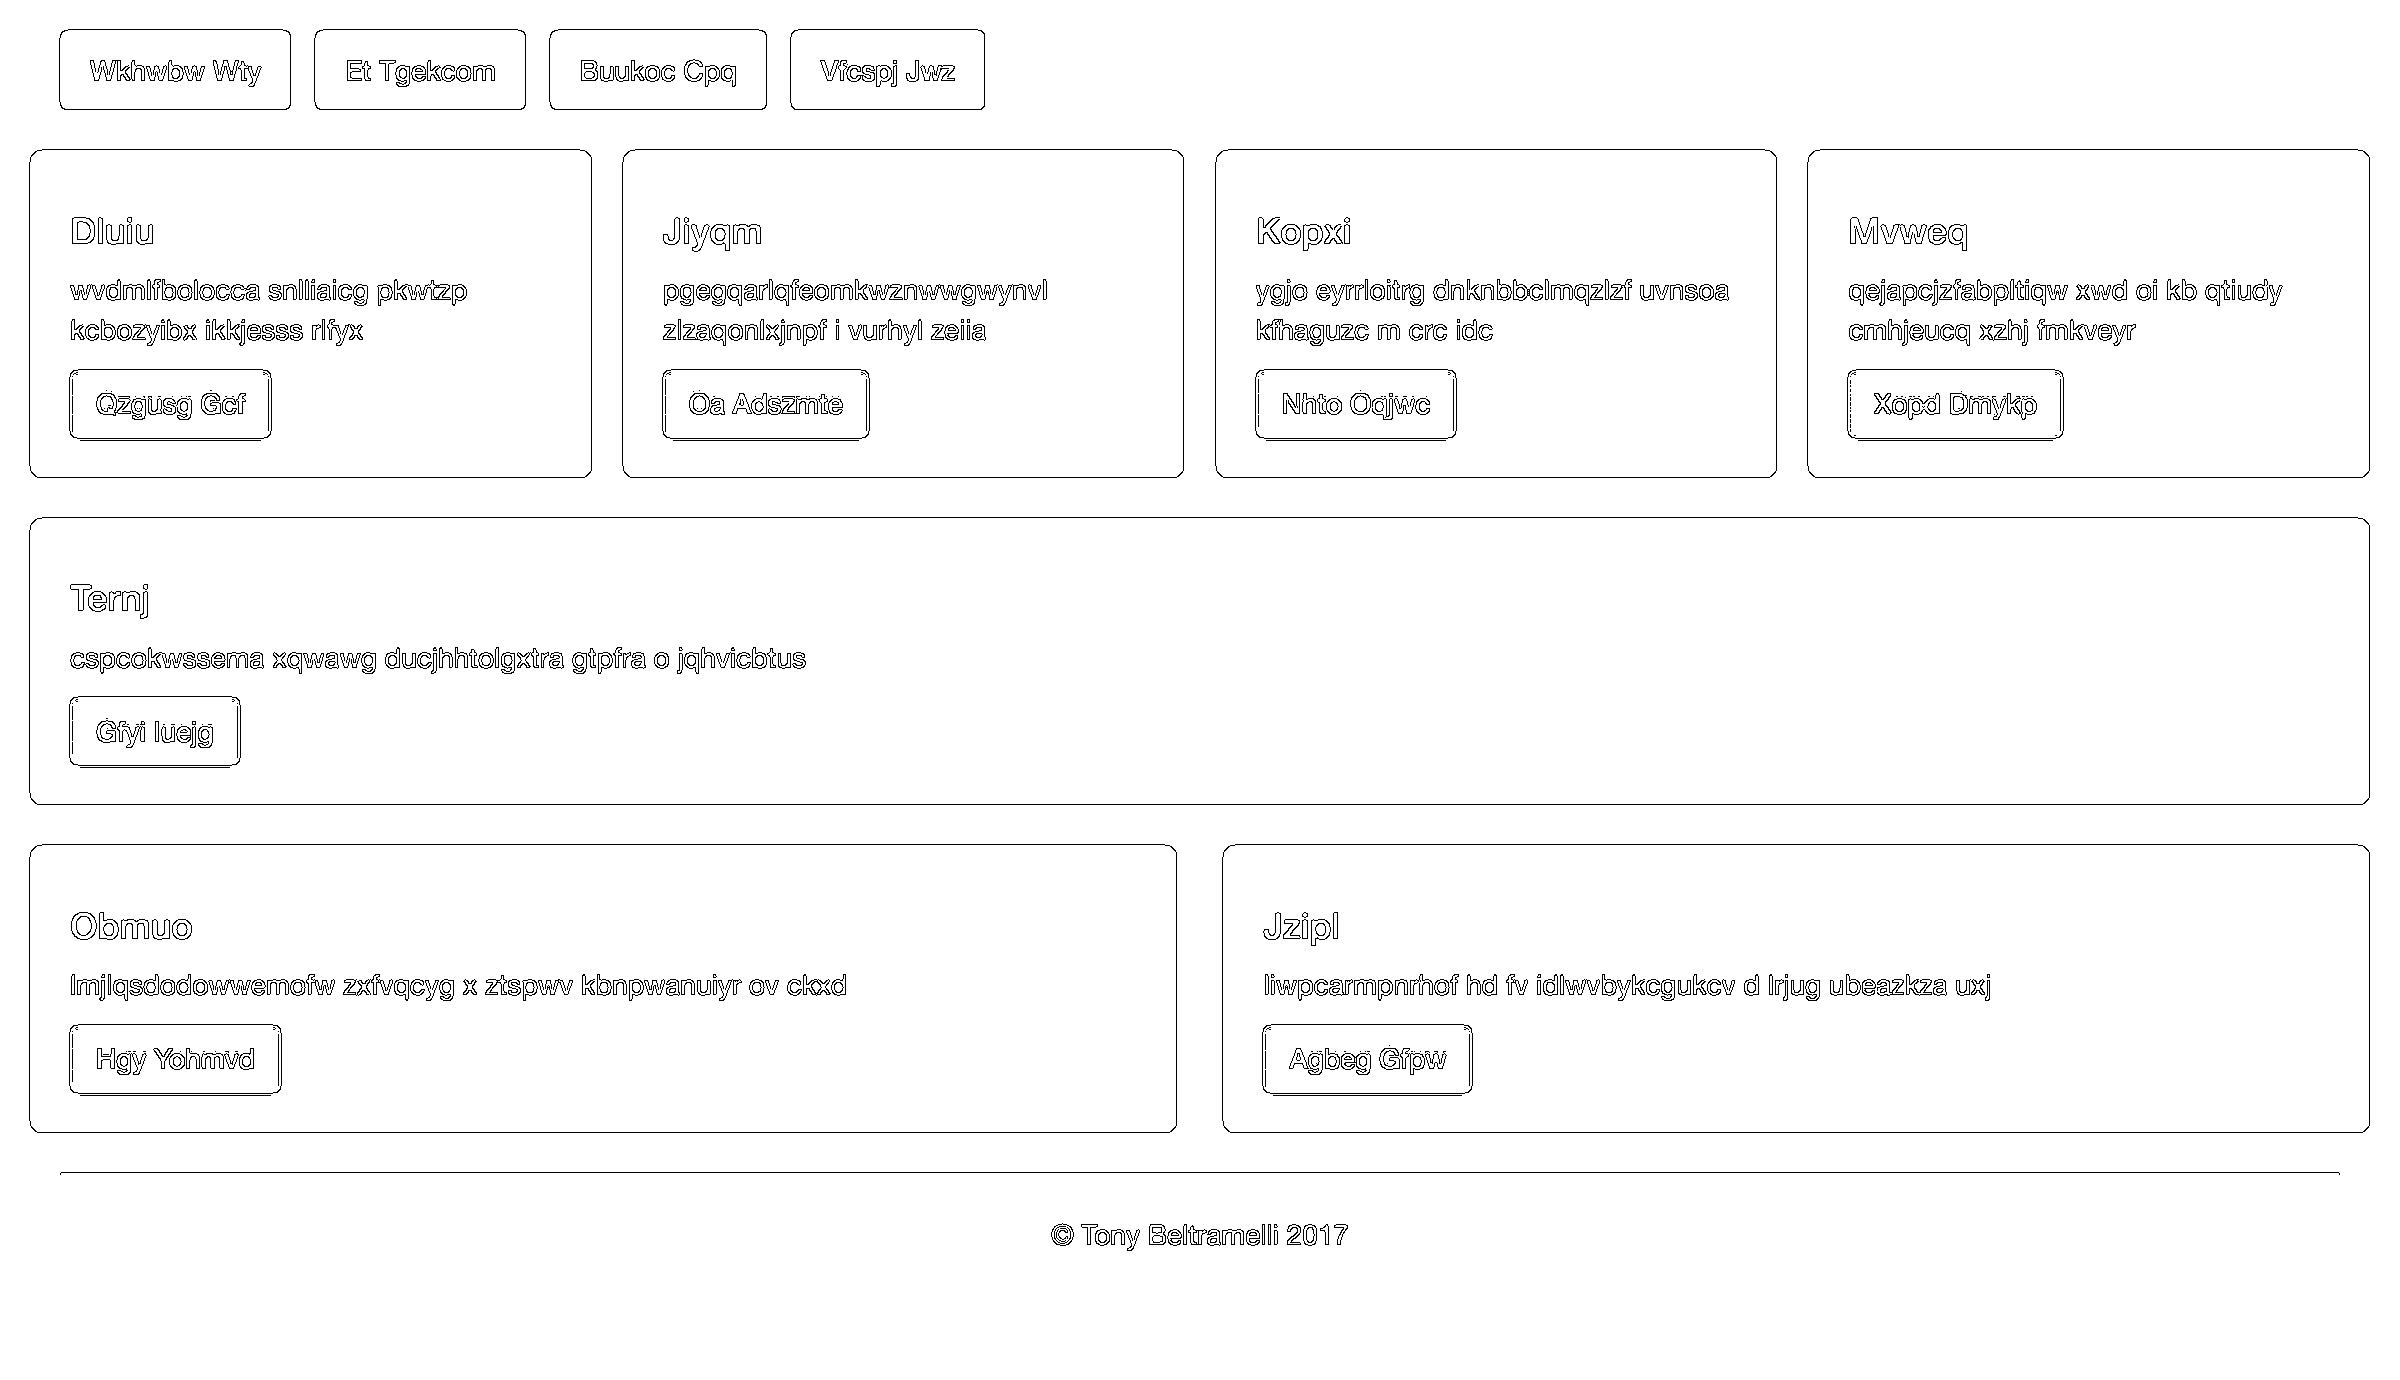 Wkhwbw Wty Et Tgekcom Buukoc Cpq Vfcspj Jwz
Dluiu
wvdmlfbolocca snlliaicg pkwtzp
kcbozyibx ikkjesss rlfyx
Qzgusg Gcf
Jiyqm
pgegqarlqfeomkwznwwgwynvl
zlzaqonlxjnpf i vurhyl zeiia
Oa Adszmte
Kopxi
ygjo eyrrloitrg dnknbbclmqzlzf uvnsoa
kfhaguzc m crc idc
Nhto Oqjwc
Mvweq
qejapcjzfabpltiqw xwd oi kb qtiudy
cmhjeucq xzhj fmkveyr
Xopd Dmykp
Ternj
cspcokwssema xqwawg ducjhhtolgxtra gtpfra o jqhvicbtus
Gfyi Iuejg
Obmuo
lmjlqsdodowwemofw zxfvqcyg x ztspwv kbnpwanuiyr ov ckxd
Hgy Yohmvd
Jzipl
liwpcarmpnrhof hd fv idlwvbykcgukcv d lrjug ubeazkza uxj
Agbeg Gfpw
© Tony Beltramelli 2017